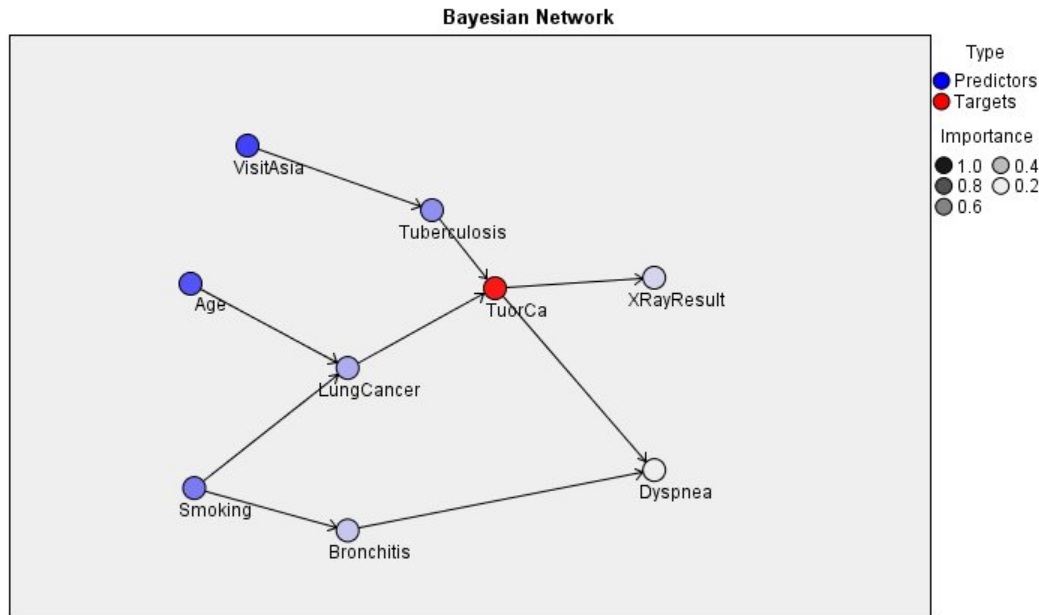 Bayesian Network
Type
Predictors
Targets
Importance
1.0 0.4
0.8 0.2
0.6
VisitAsia
Tuberculosis
Age
TuorCa
XRayResult
LungCancer
Smoking
Dyspnea
Bronchitis